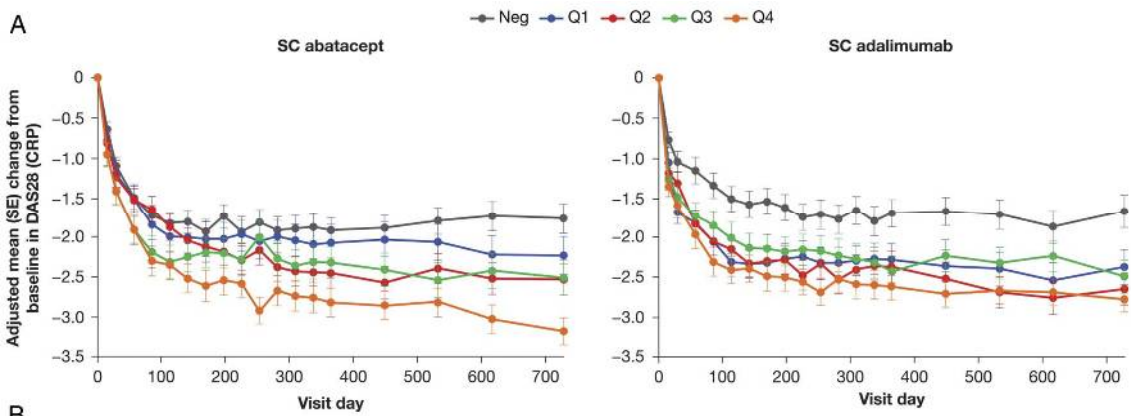 A
Neg Q1 Q2 Q3 Q4
SC abatacept
SC adalimumab
Adjusted mean (SE) change from
baseline in DAS28 (CRP)
0
−0.5
−1.0
−1.5
−2.0
−2.5
−3.0
−3.5
0 100 200 300 400 500 600 700
Visit day
0
−0.5
−1.0
−1.5
−2.0
−2.5
−3.0
−3.5
0 100 200 300 400 500 600 700
Visit day
B